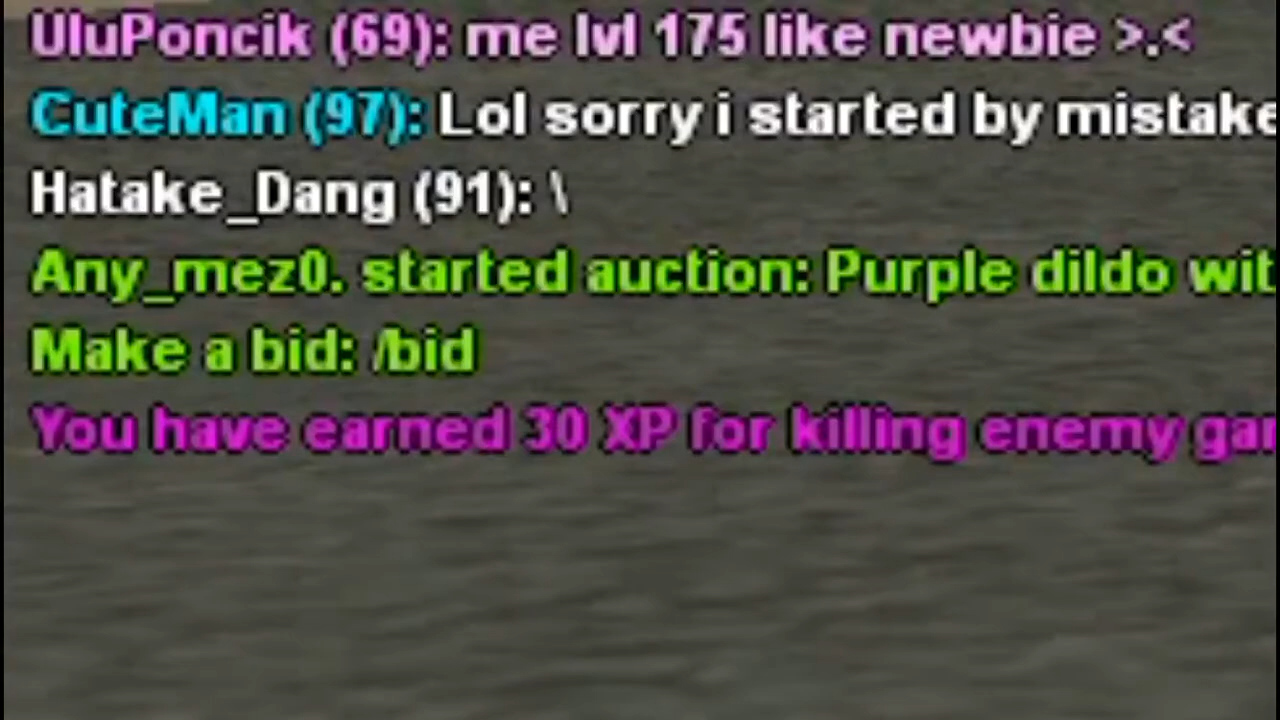 UluPoncik (69): me lvl 175 like newbie >.<
CuteMan (97): Lol sorry i started by mistake
Hatake_Dang (91): \
Any_mez0. started auction: Purple dildo wit
Make a bid: /bid
You have earned 30 XP for killing enemy gan